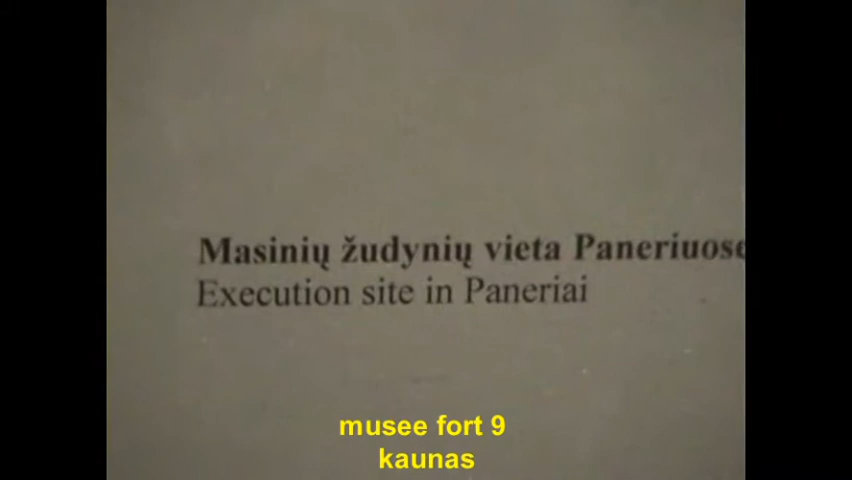 Masinių žudynių vieta Paneriuose
Execution site in Paneriai
musee fort 9
kaunas